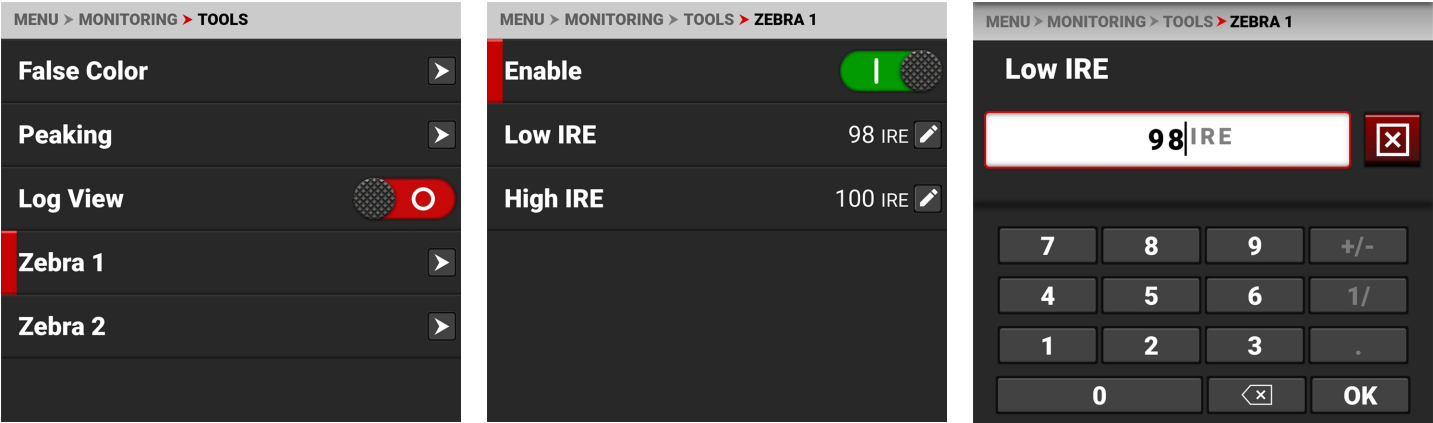 MENU > MONITORING > TOOLS
False Color
Peaking
Log View
Zebra 1
Zebra 2
MENU > MONITORING > TOOLS > ZEBRA 1
Enable
Low IRE 98 IRE
High IRE 100 IRE
MENU > MONITORING > TOOLS > ZEBRA 1
Low IRE
98 IRE
7 8 9 +/-
4 5 6 1/
1 2 3 .
0 OK